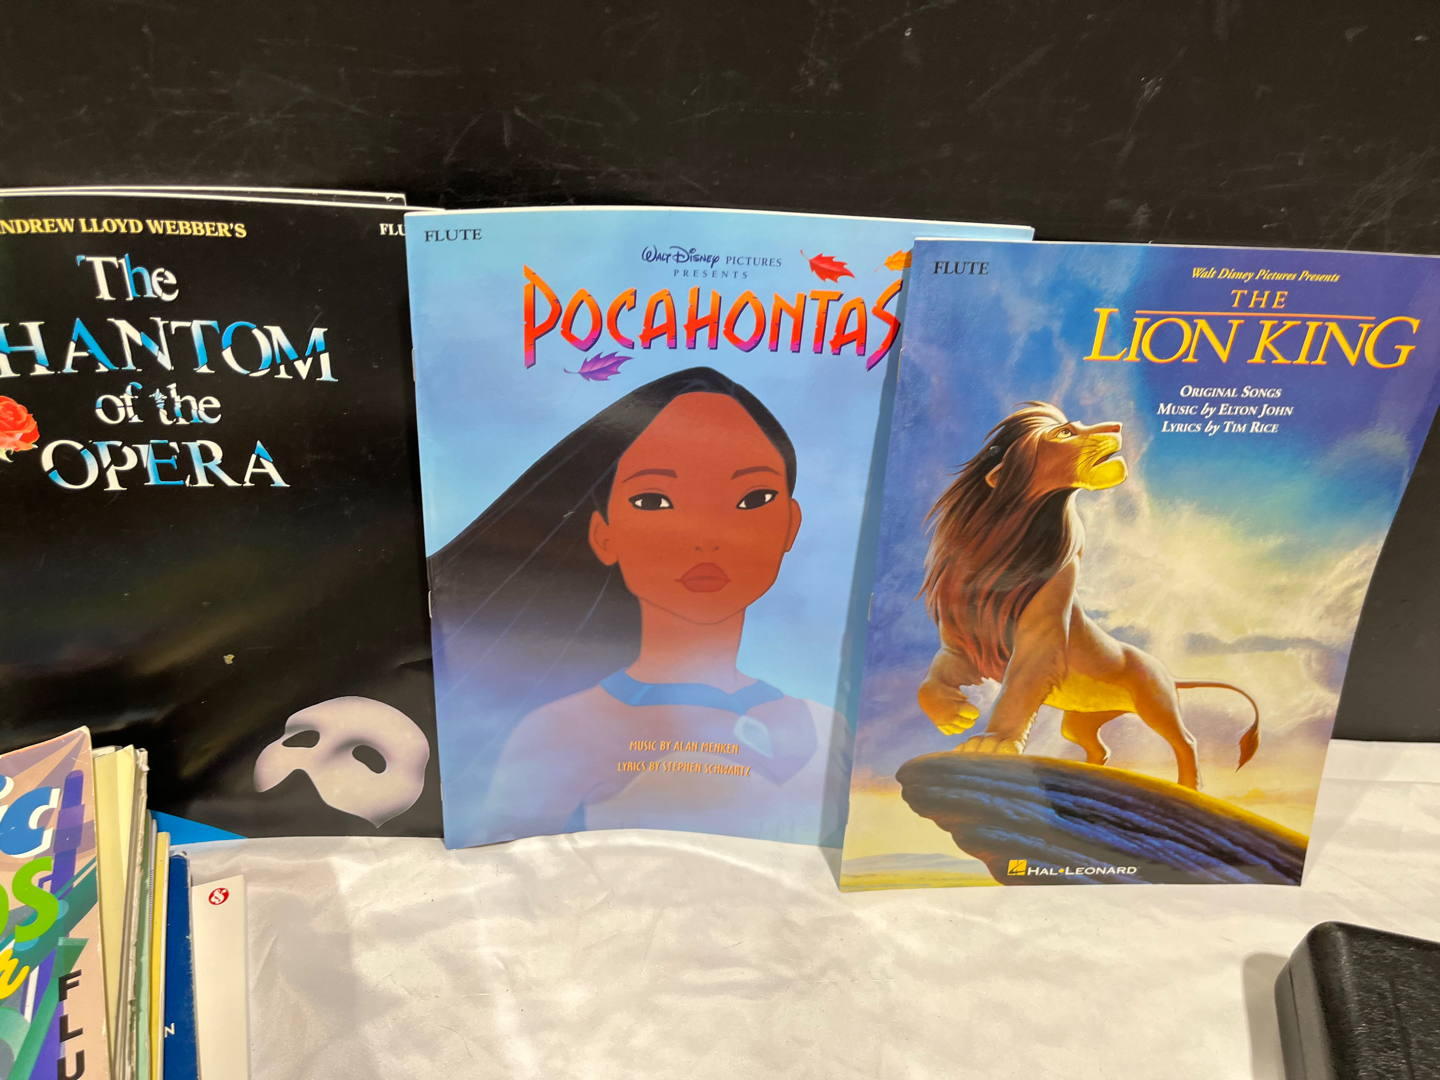 ANDREW LLOYD WEBBER'S
FLU
The
PHANTOM
of the
OPERA
FLUTE
Walt Disney PICTURES
PRESENTS
POCAHONTAS
MUSIC BY ALAN MENKEN
LYRICS BY STEPHEN SCHWARTZ
FLUTE
Walt Disney Pictures Presents
THE
LION KING
ORIGINAL SONGS
MUSIC by ELTON JOHN
LYRICS by TIM RICE
HAL•LEONARD
FLU
N
S